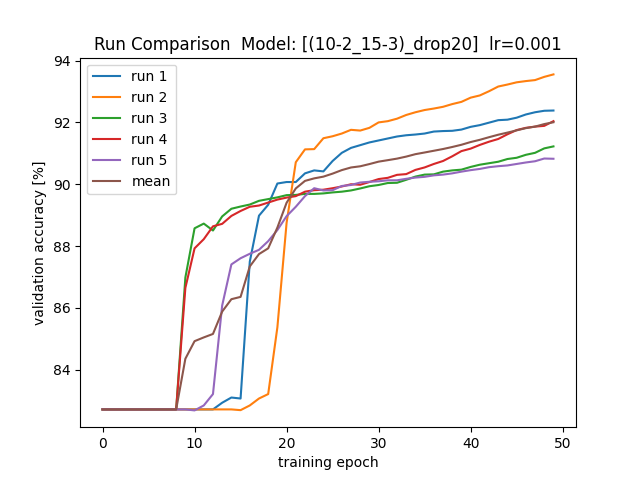 Run Comparison  Model: [(10-2_15-3)_drop20]  lr=0.001
94
92
90
88
86
84
validation accuracy [%]
run 1
run 2
run 3
run 4
run 5
mean
0
10
20
30
40
50
training epoch